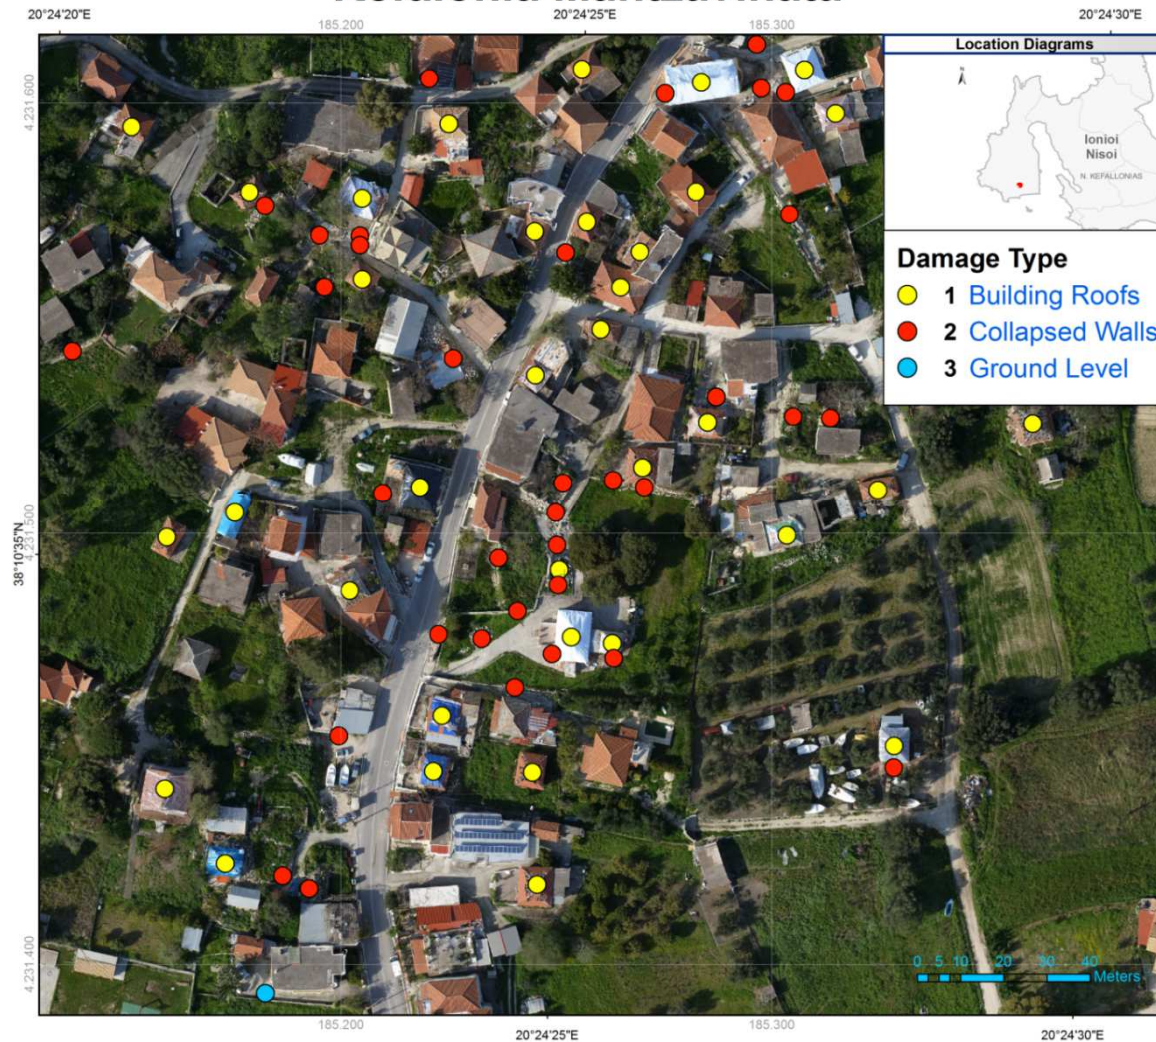 20°24'20"E 185.200 20°24'25"E 185.300 20°24'30"E
Location Diagrams
N
Ionioi
Nisoi
N. KEFALLONIAS
4.231.600
Damage Type
1 Building Roofs
2 Collapsed Walls
3 Ground Level
38°10'35"N
4.231.500
4.231.400
0 5 10 20 30 40
Meters
185.200 185.300
20°24'25"E 20°24'30"E